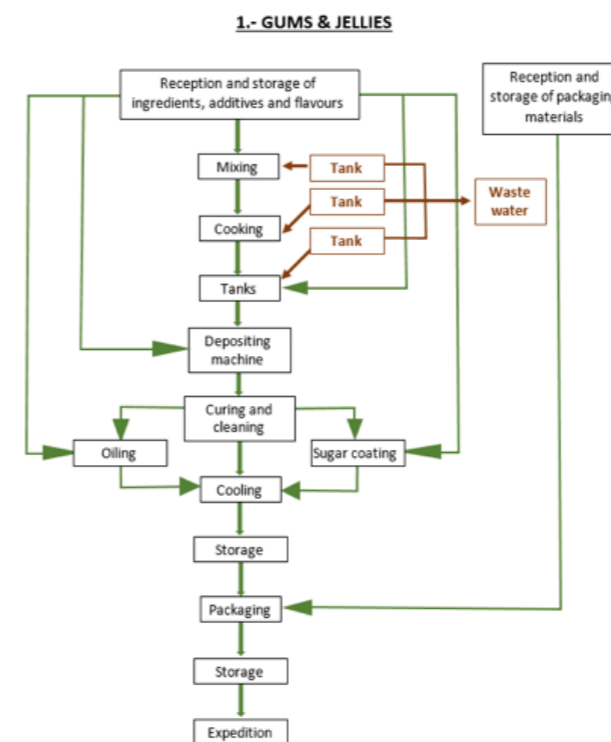 1.- GUMS & JELLIES
Reception and storage of
ingredients, additives and flavours
Reception and
storage of packaging
materials
Mixing
Tank
Tank
Waste
water
Cooking
Tank
Tanks
Depositing
machine
Curing and
cleaning
Oiling
Sugar coating
Cooling
Storage
Packaging
Storage
Expedition